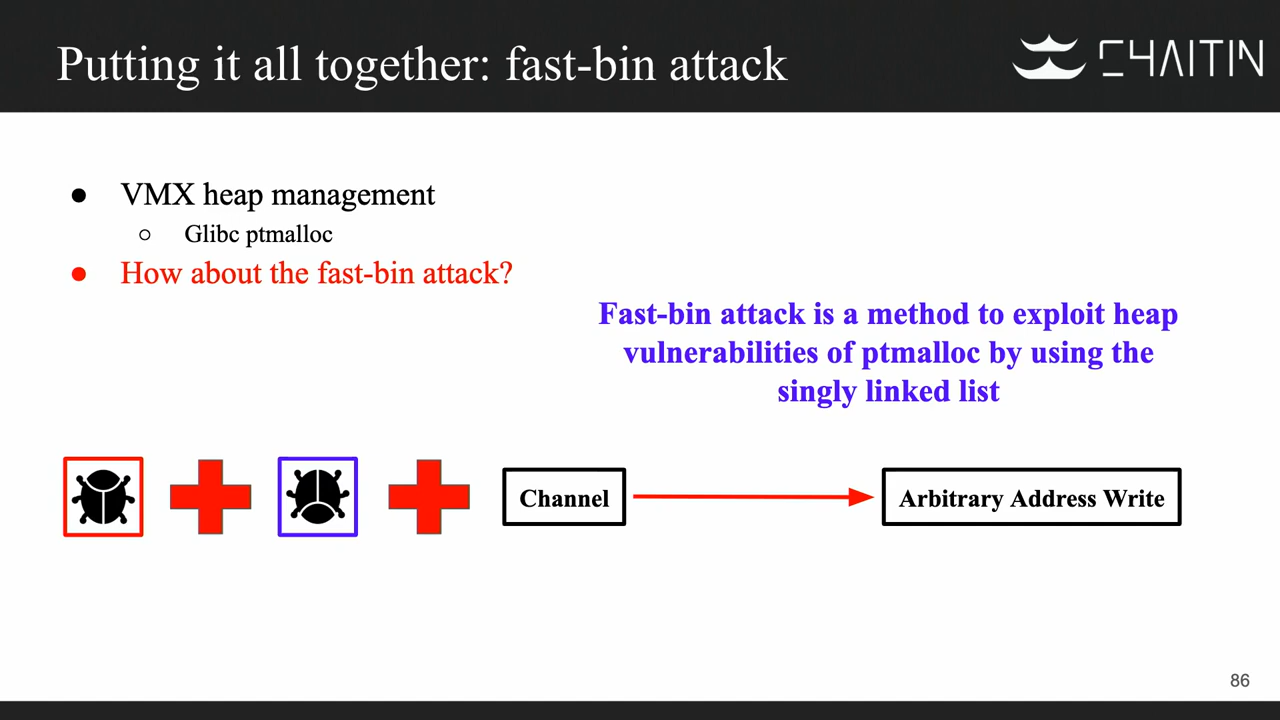 Putting it all together: fast-bin attack
CHAITIN
● VMX heap management
○ Glibc ptmalloc
● How about the fast-bin attack?
Fast-bin attack is a method to exploit heap
vulnerabilities of ptmalloc by using the
singly linked list
Channel
Arbitrary Address Write
86